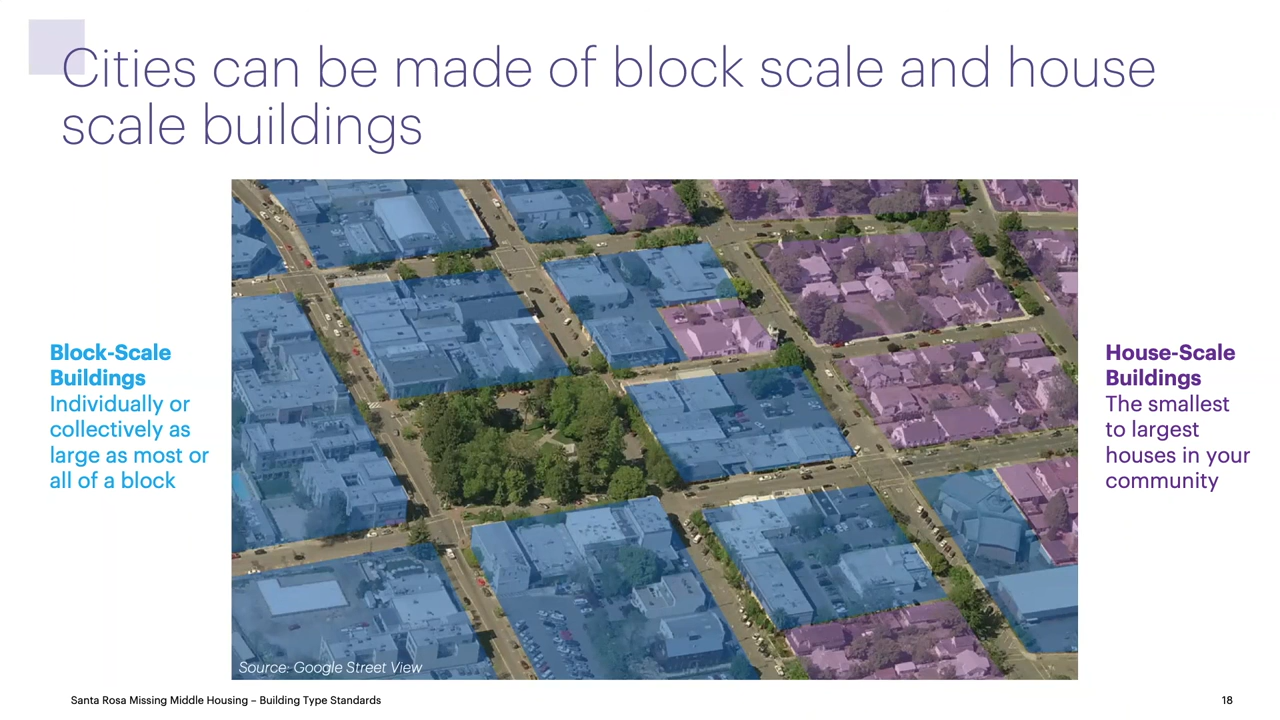 Cities can be made of block scale and house
scale buildings
Block-Scale
Buildings
Individually or
collectively as
large as most or
all of a block
House-Scale
Buildings
The smallest
to largest
houses in your
community
Source: Google Street View
Santa Rosa Missing Middle Housing – Building Type Standards
18